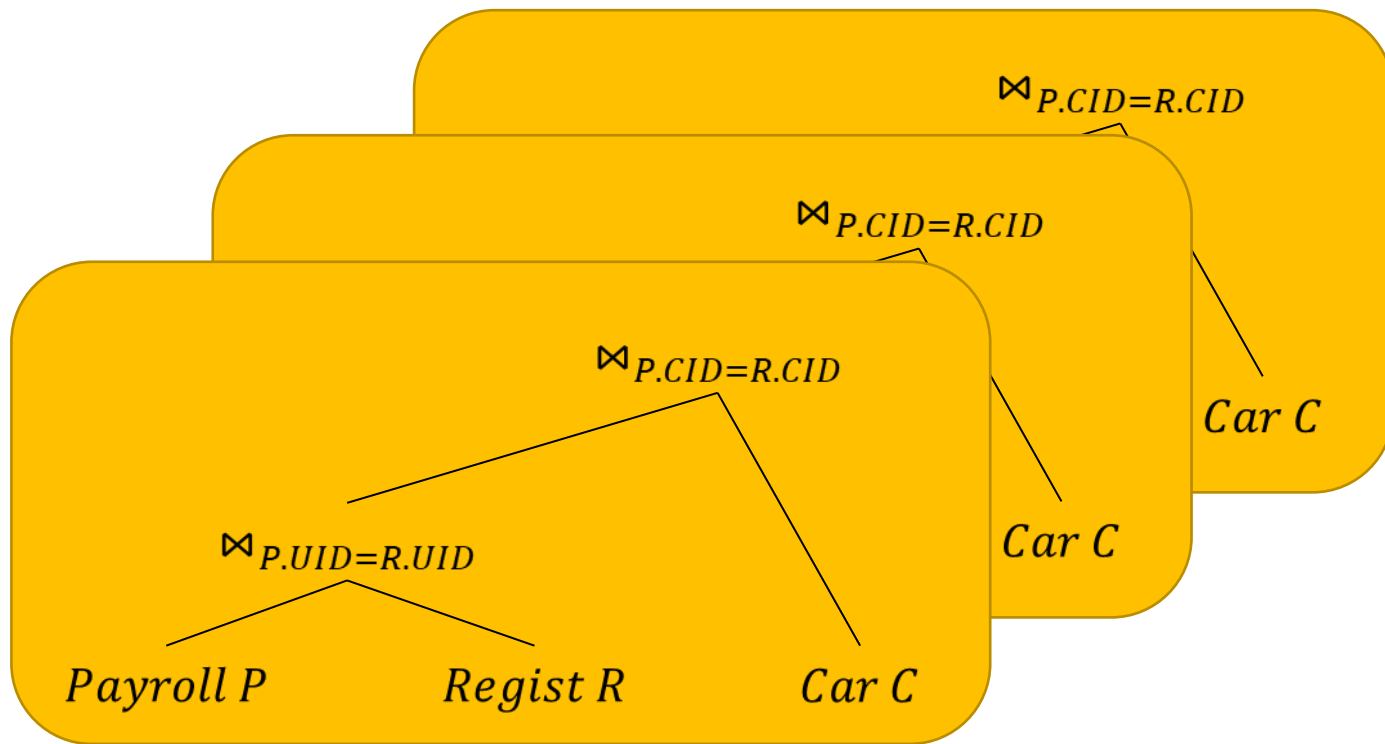 ⋈ P.CID=R.CID
⋈ P.CID=R.CID
⋈ P.CID=R.CID
Car C
⋈ P.UID=R.UID
Car C
Payroll P Regist R Car C